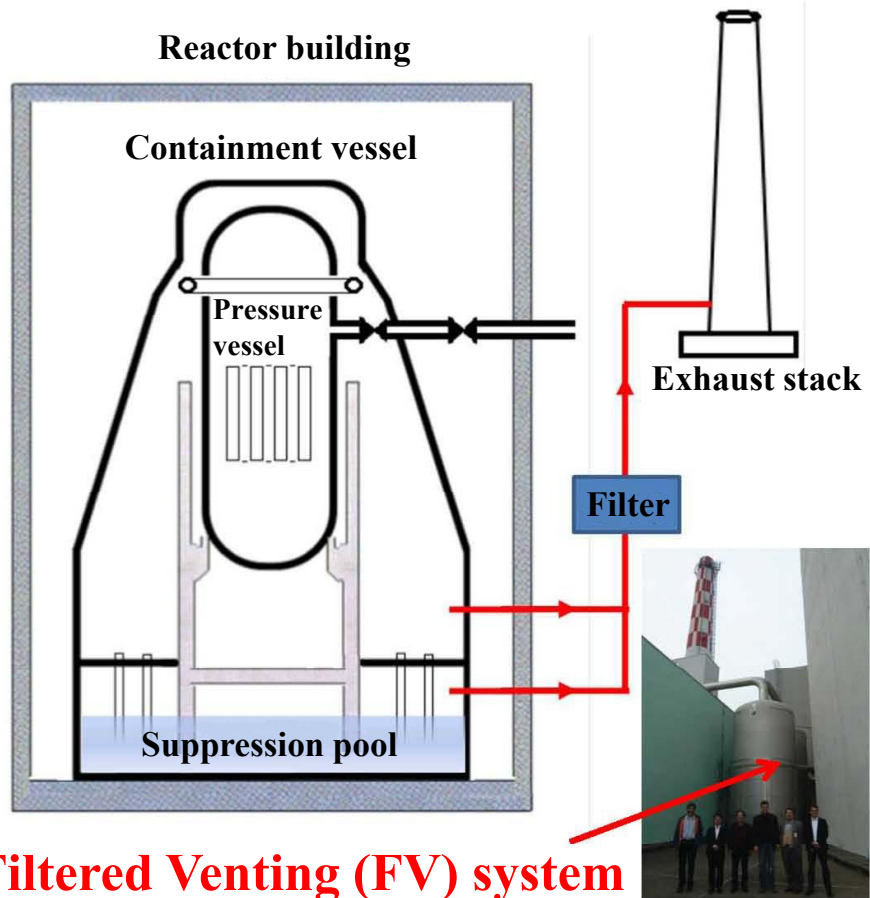 Reactor building
Containment vessel
Pressure
vessel
Exhaust stack
Filter
Suppression pool
Filtered Venting (FV) system